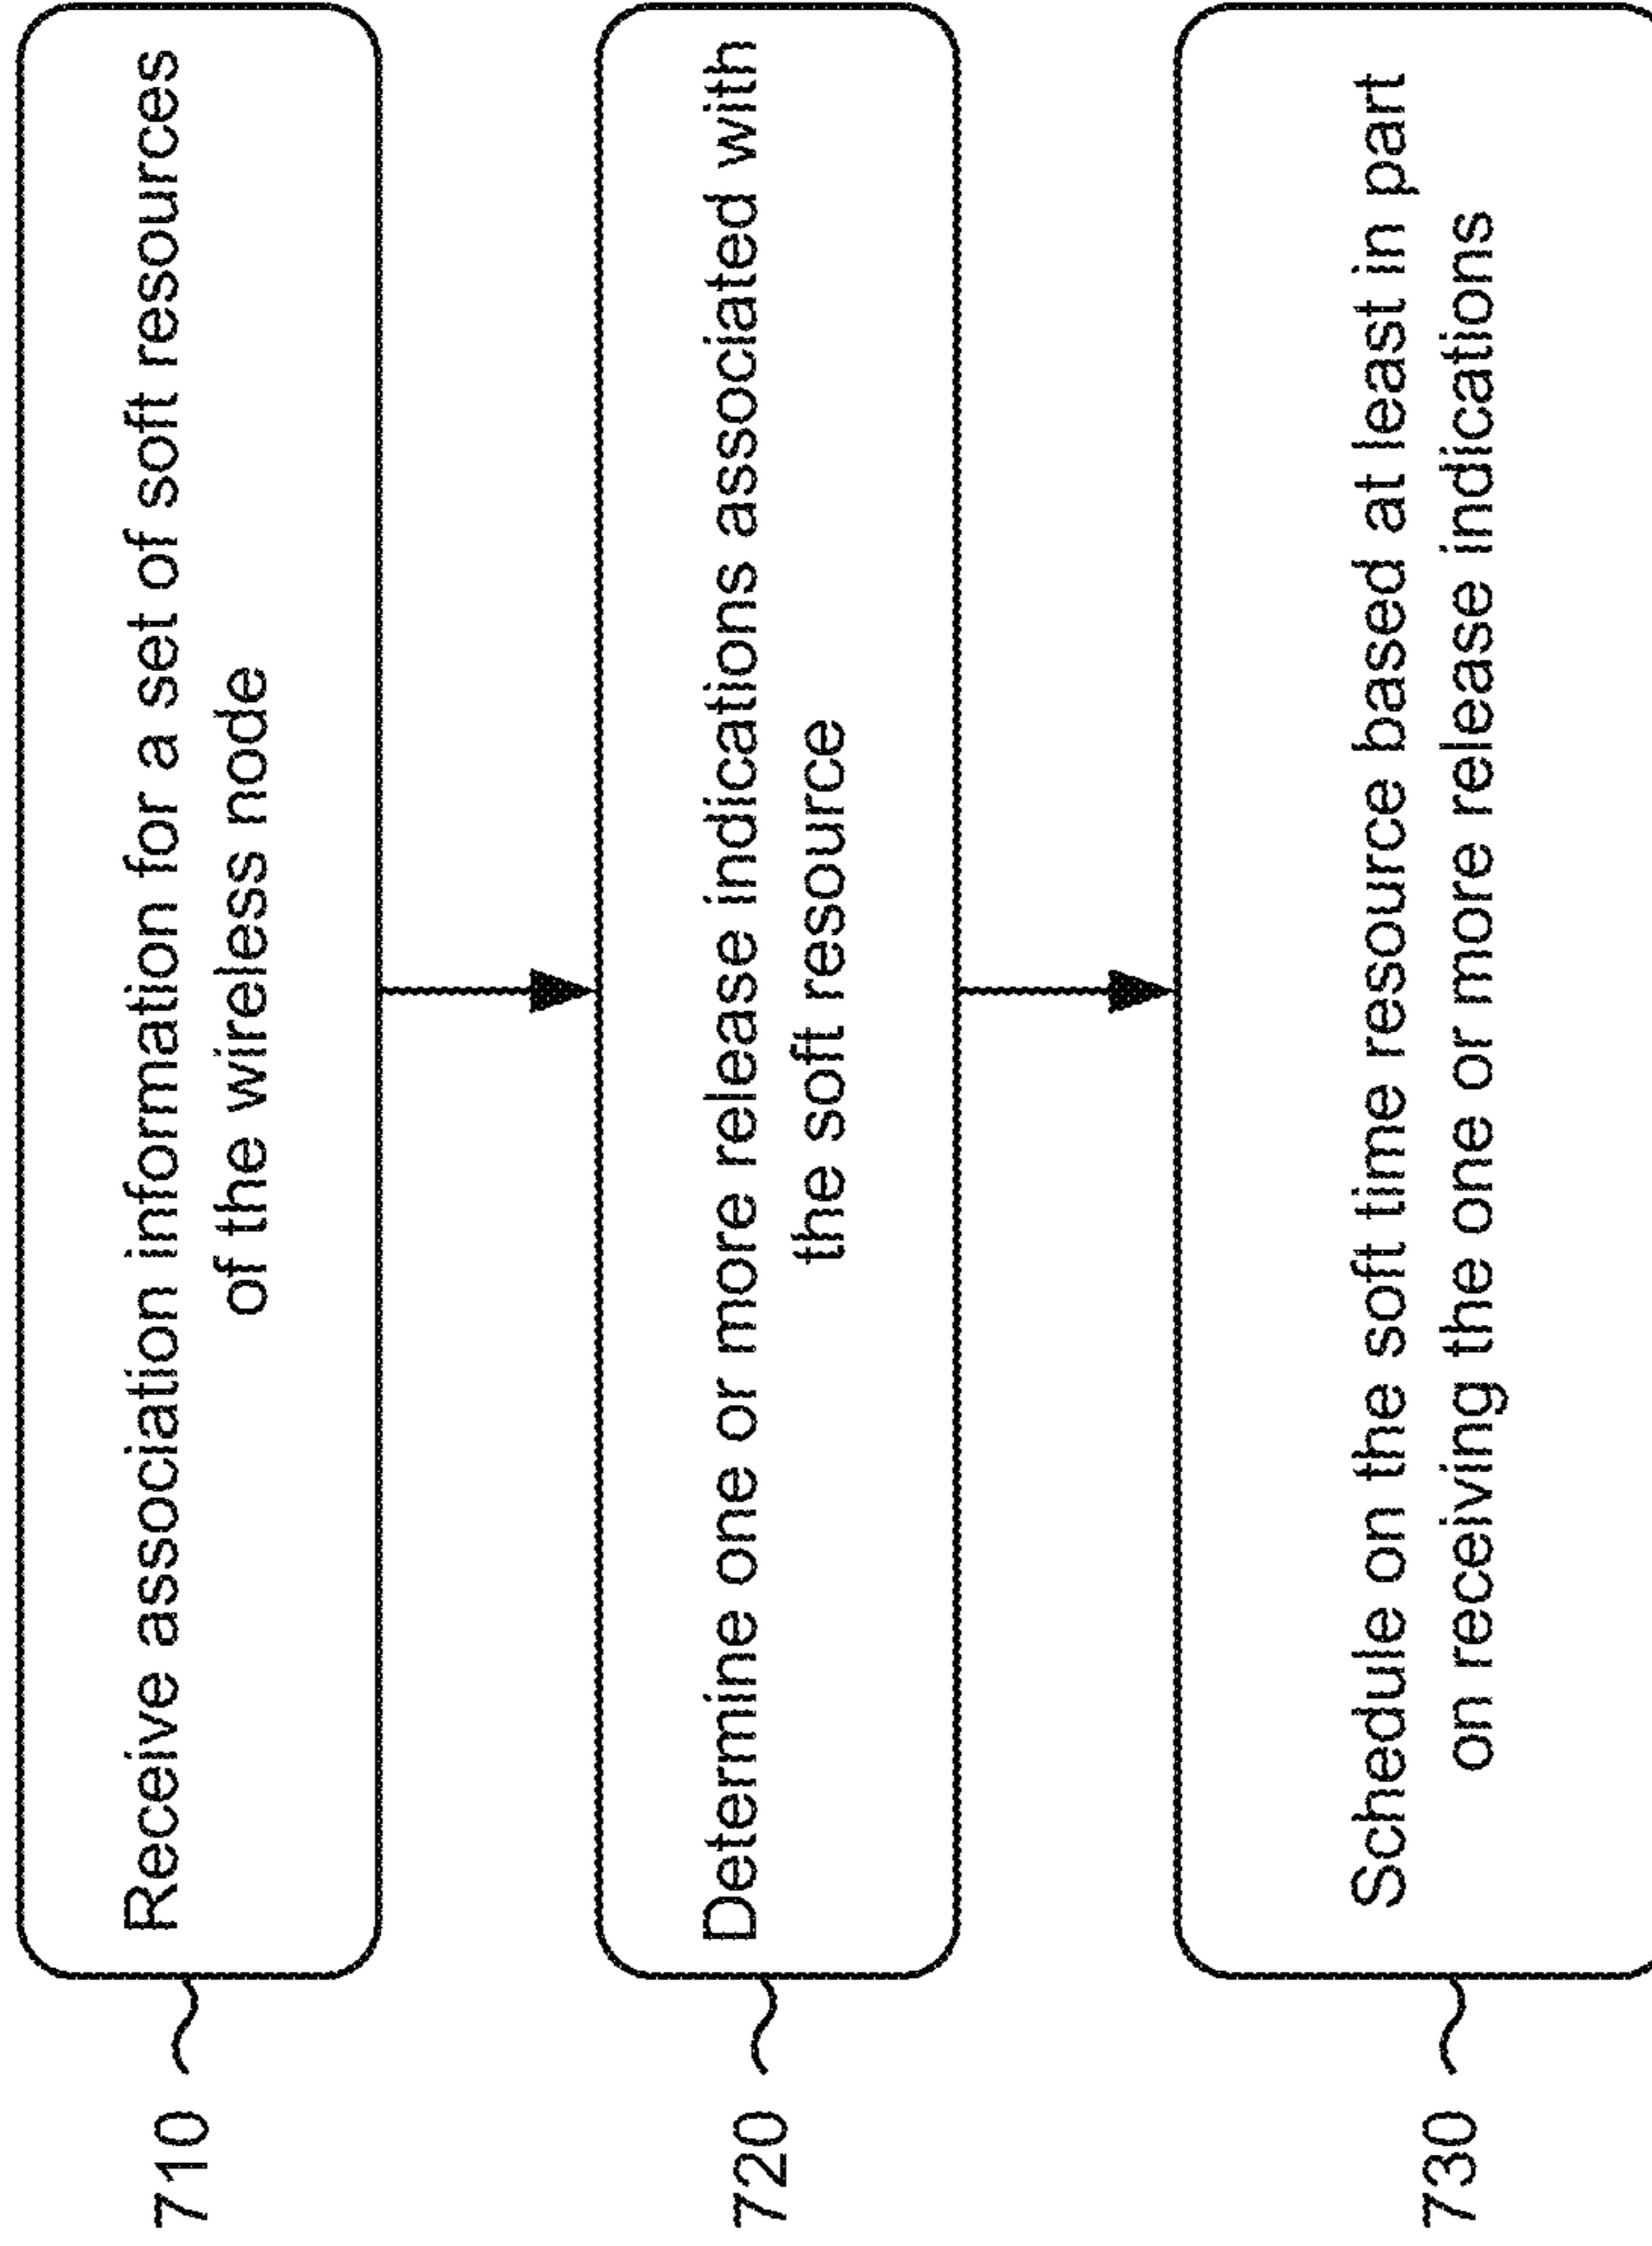 710
Receive association information for a set of soft resources
of the wireless node
720
Determine one or more release indications associated with
the soft resource
730
Schedule on the soft time resource based at least in part
on receiving the one or more release indications